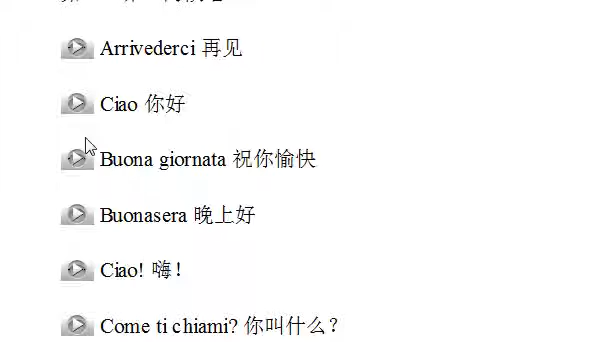 Arrivederci 再见
Ciao 你好
Buona giornata 祝你愉快
Buonasera 晚上好
Ciao! 嗨！
Come ti chiami? 你叫什么？